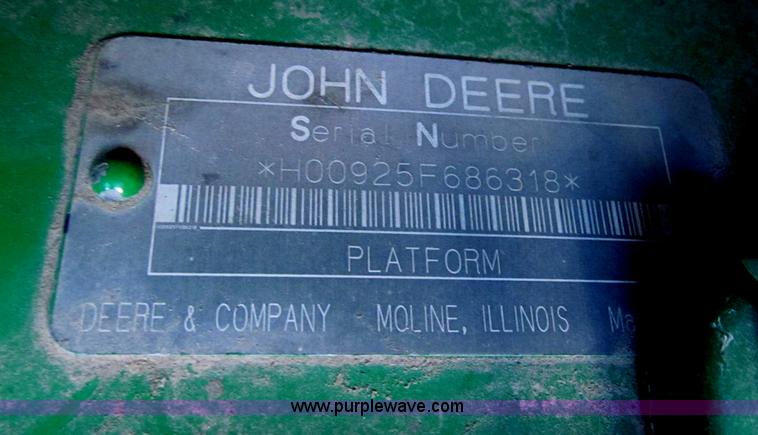 JOHN DEERE
Serial Number
*H00925F686318*
PLATFORM
DEERE & COMPANY MOLINE, ILLINOIS
www.purplewave.com